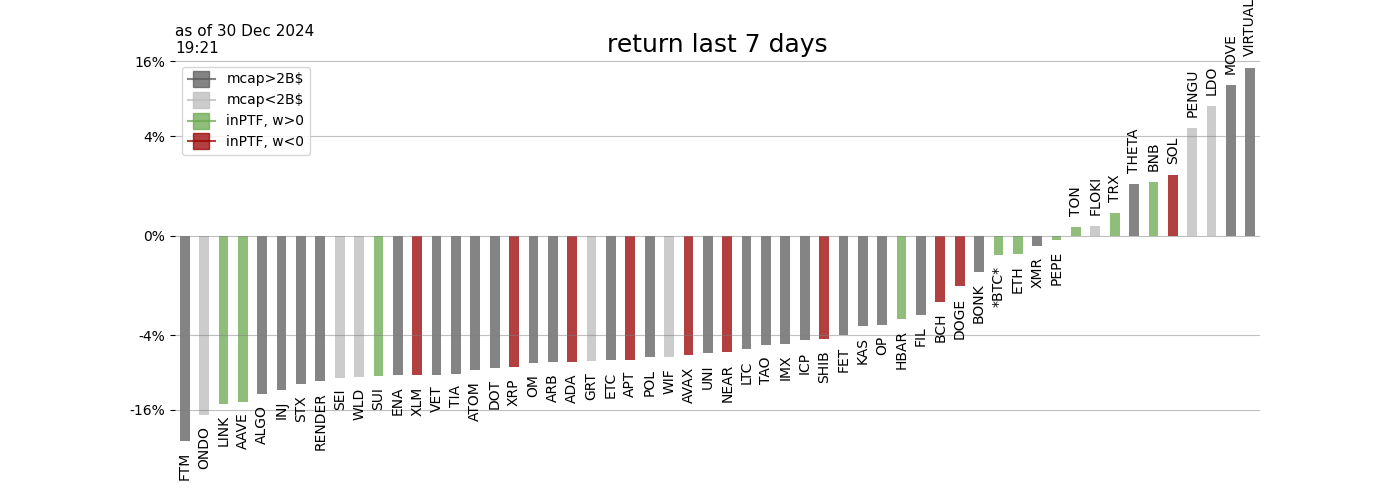 as of 30 Dec 2024
19:21
return last 7 days
16%
4%
0%
-4%
-16%
mcap>2B$
mcap<2B$
inPTF, w>0
inPTF, w<0
FTM
ONDO
LINK
AAVE
ALGO
INJ
STX
RENDER
SEI
WLD
SUI
ENA
XLM
VET
TIA
ATOM
DOT
XRP
OM
ARB
ADA
GRT
ETC
APT
POL
WIF
AVAX
UNI
NEAR
LTC
TAO
IMX
ICP
SHIB
FET
KAS
OP
HBAR
FIL
BCH
DOGE
BONK
*BTC*
ETH
XMR
PEPE
TON
FLOKI
TRX
THETA
BNB
SOL
PENGU
LDO
MOVE
VIRTUAL